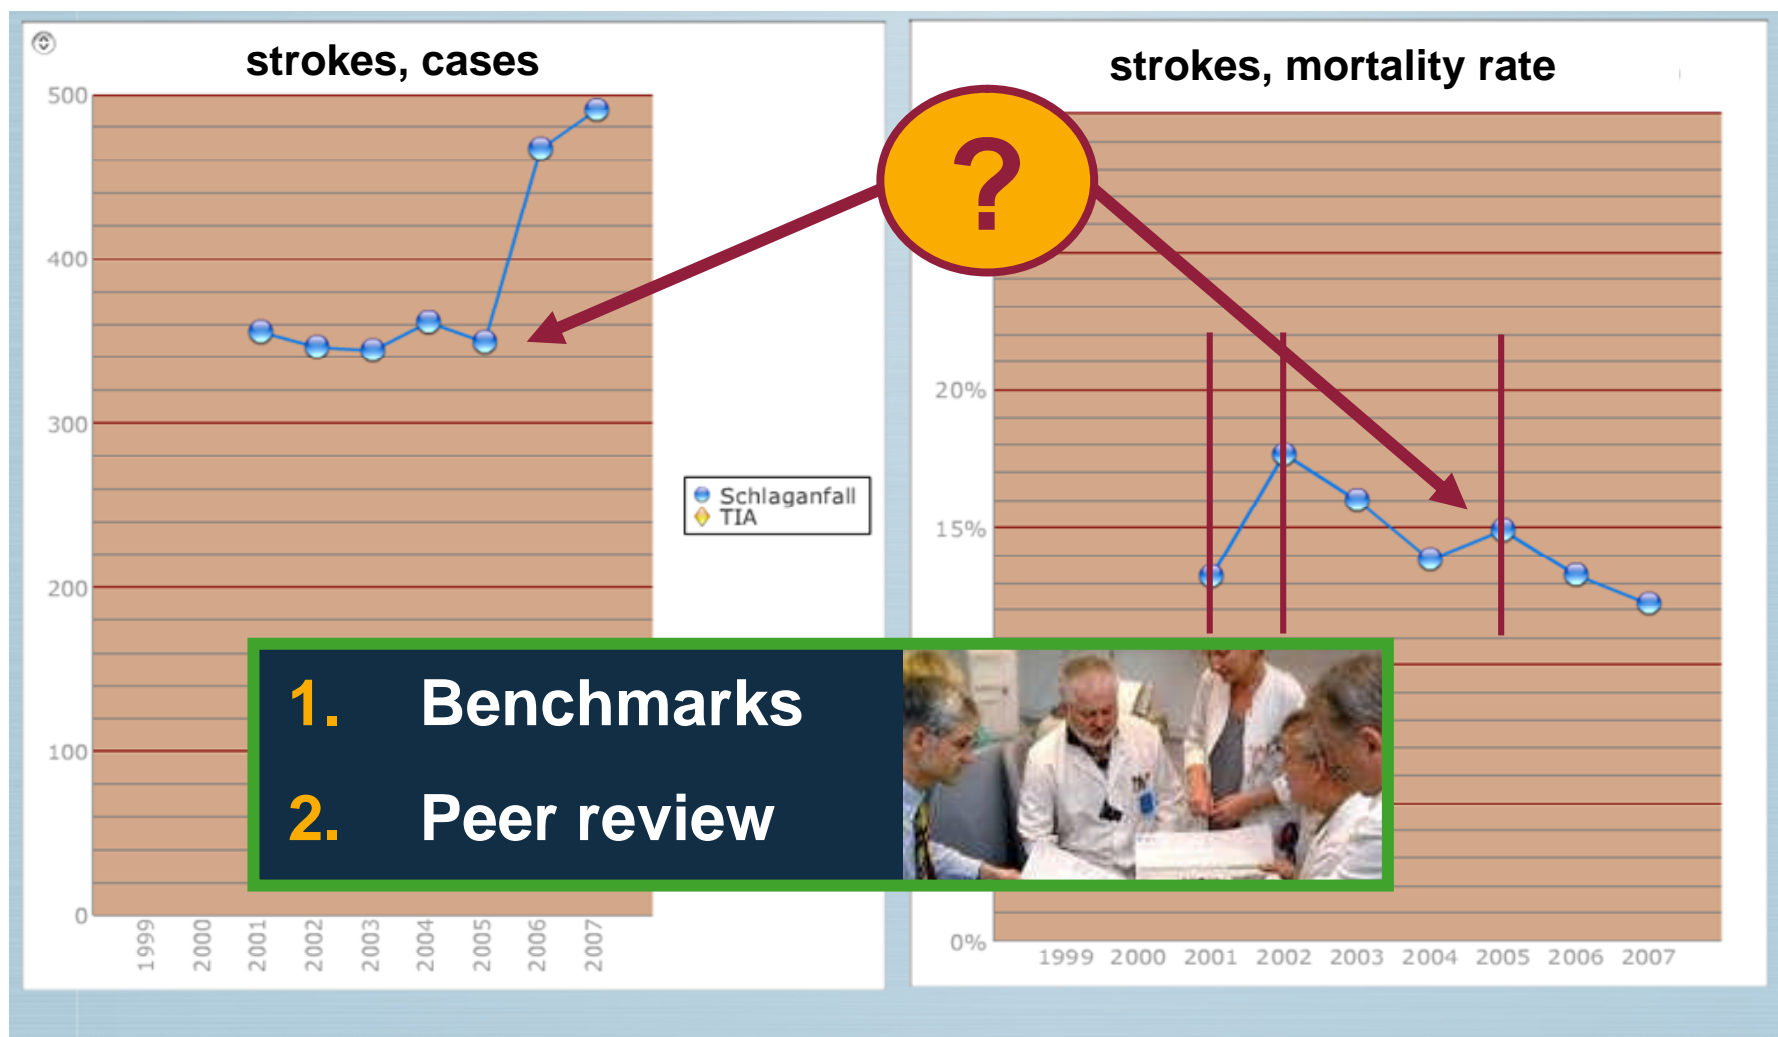 strokes, cases
500
400
300
200
100
0
1999
2000
2001
2002
2003
2004
2005
2006
2007
Schlaganfall
TIA
strokes, mortality rate
?
20%
15%
0%
1999 2000 2001 2002 2003 2004 2005 2006 2007
1. Benchmarks
2. Peer review